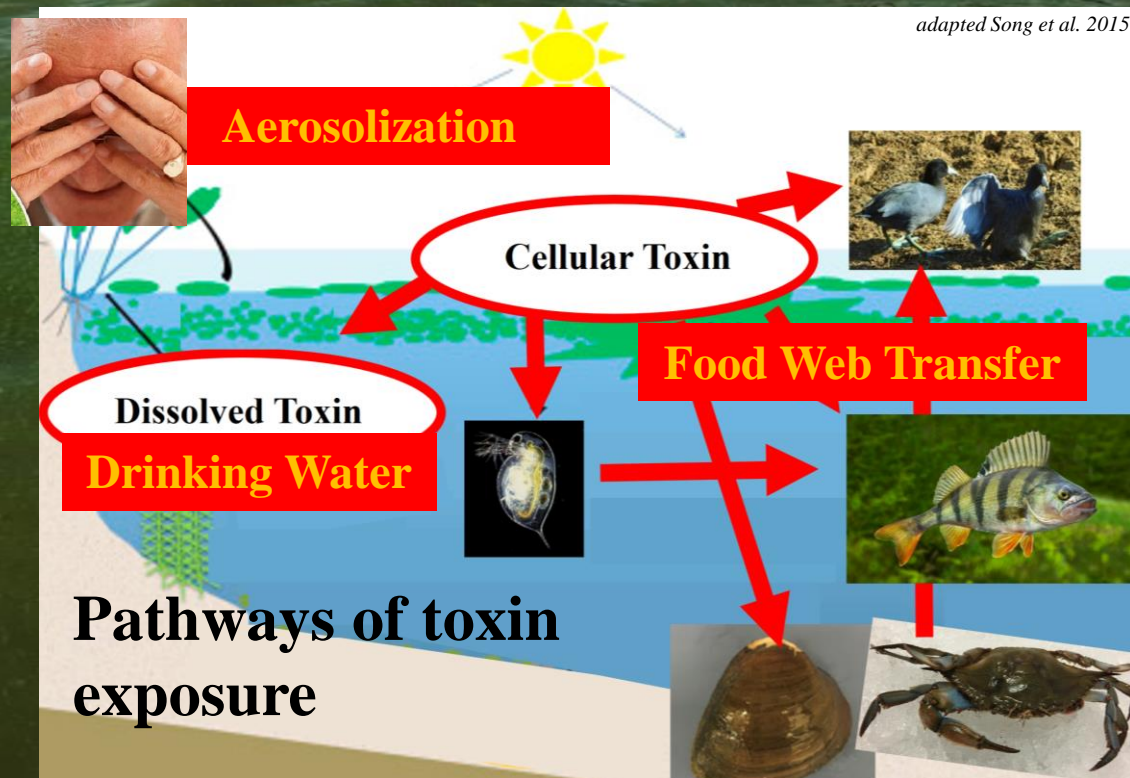 adapted Song et al. 2015
Aerosolization
Cellular Toxin
Food Web Transfer
Dissolved Toxin
Drinking Water
Pathways of toxin
exposure